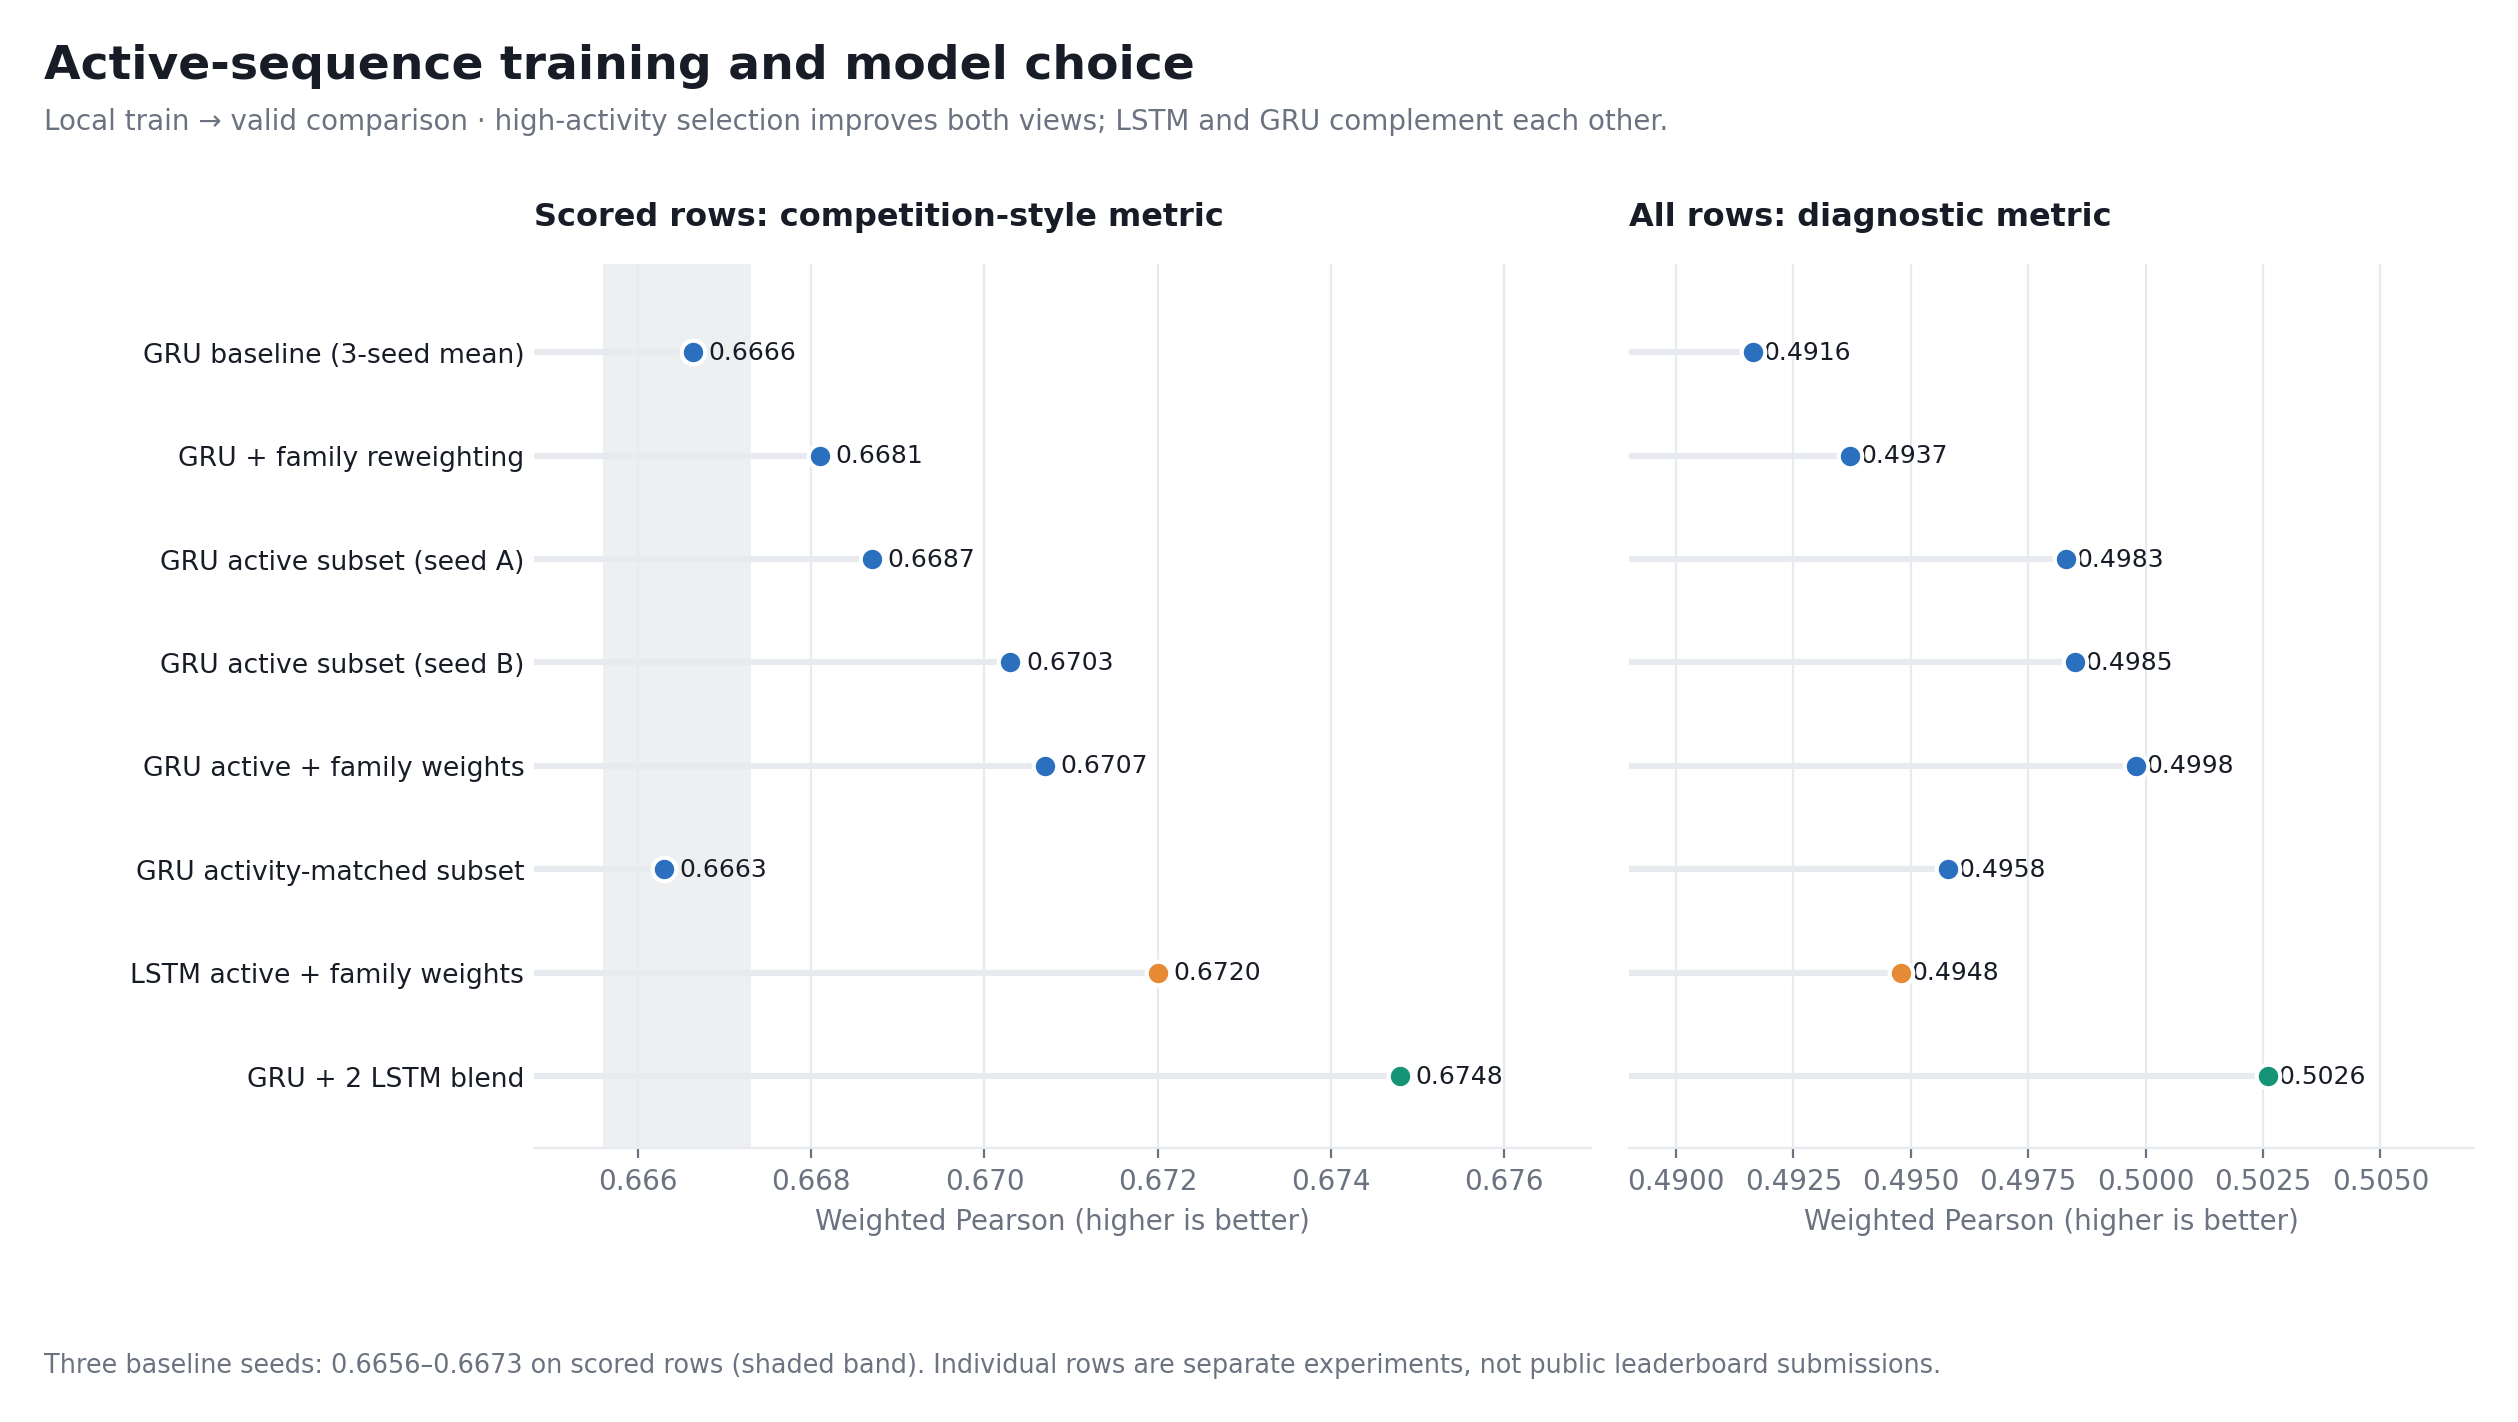 Active-sequence training and model choice
Local train → valid comparison · high-activity selection improves both views; LSTM and GRU complement each other.
Scored rows: competition-style metric
All rows: diagnostic metric
GRU baseline (3-seed mean) 0.6666 0.4916
GRU + family reweighting 0.6681 0.4937
GRU active subset (seed A) 0.6687 0.4983
GRU active subset (seed B) 0.6703 0.4985
GRU active + family weights 0.6707 0.4998
GRU activity-matched subset 0.6663 0.4958
LSTM active + family weights 0.6720 0.4948
GRU + 2 LSTM blend 0.6748 0.5026
0.666 0.668 0.670 0.672 0.674 0.676
0.4900 0.4925 0.4950 0.4975 0.5000 0.5025 0.5050
Weighted Pearson (higher is better)
Weighted Pearson (higher is better)
Three baseline seeds: 0.6656–0.6673 on scored rows (shaded band). Individual rows are separate experiments, not public leaderboard submissions.